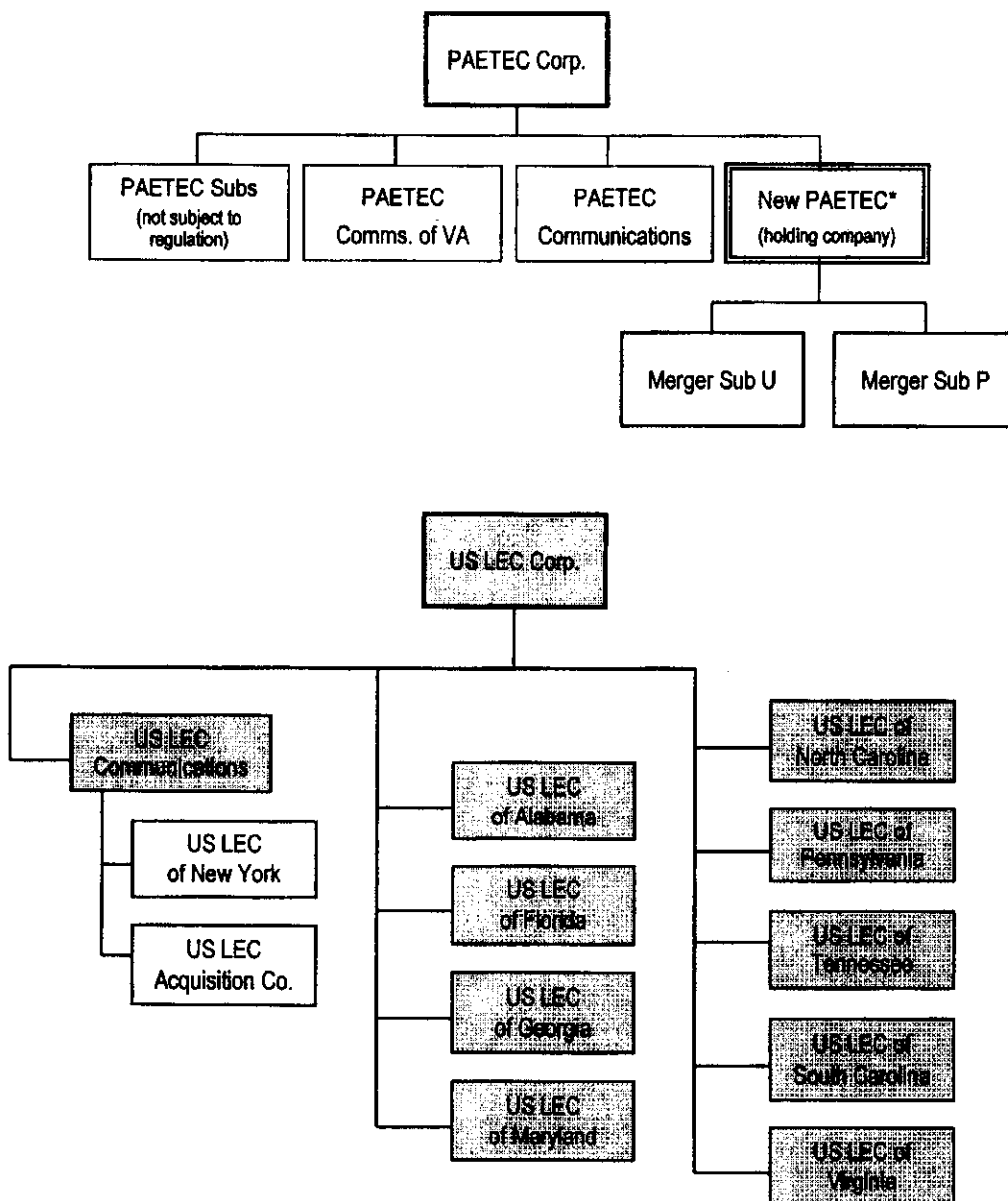 PAETEC Corp.
PAETEC Subs
(not subject to
regulation)
PAETEC
Comms. of VA
PAETEC
Communications
New PAETEC*
(holding company)
Merger Sub U
Merger Sub P
US LEC Corp.
US LEC
Communications
US LEC
of New York
US LEC
Acquisition Co.
US LEC
of Alabama
US LEC
of Florida
US LEC
of Georgia
US LEC
of Maryland
US LEC of
North Carolina
US LEC of
Pennsylvania
US LEC of
Tennessee
US LEC of
South Carolina
US LEC of
Virginia